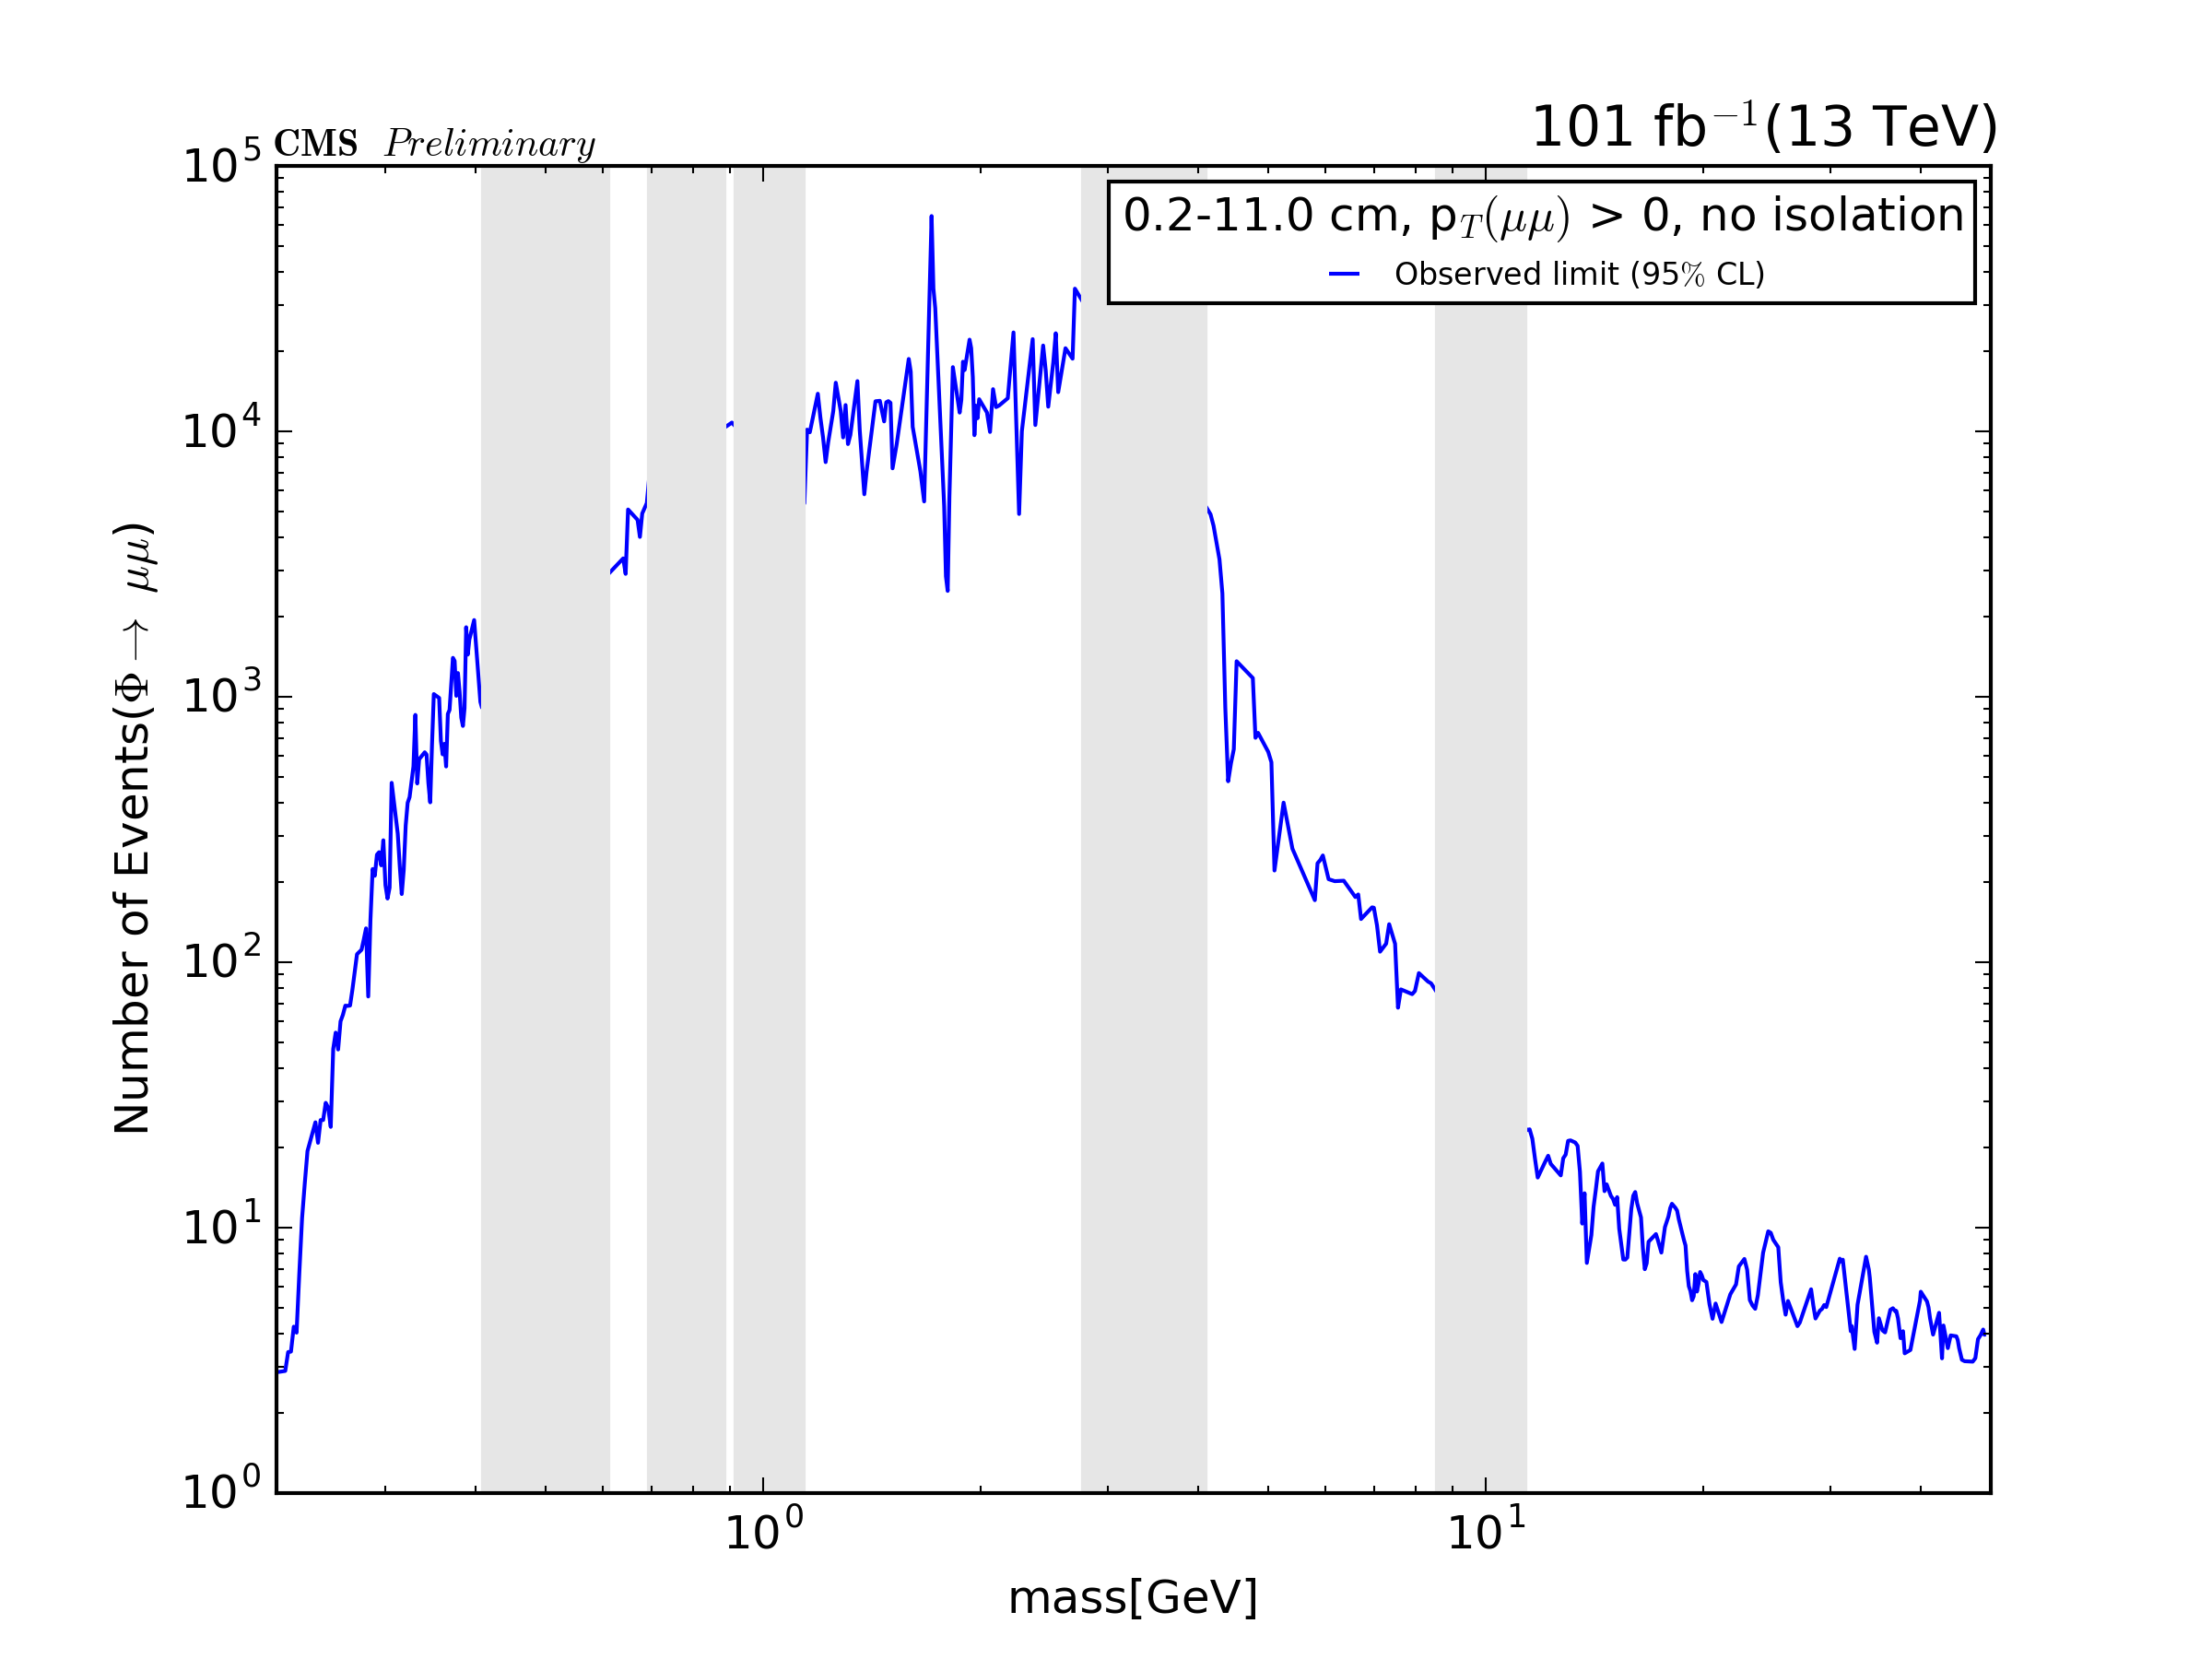 CMS Preliminary
101 fb⁻¹(13 TeV)
0.2-11.0 cm, p_T(μμ) > 0, no isolation
Observed limit (95% CL)
Number of Events(Φ → μμ)
10⁵
10⁴
10³
10²
10¹
10⁰
10⁰ 10¹
mass[GeV]